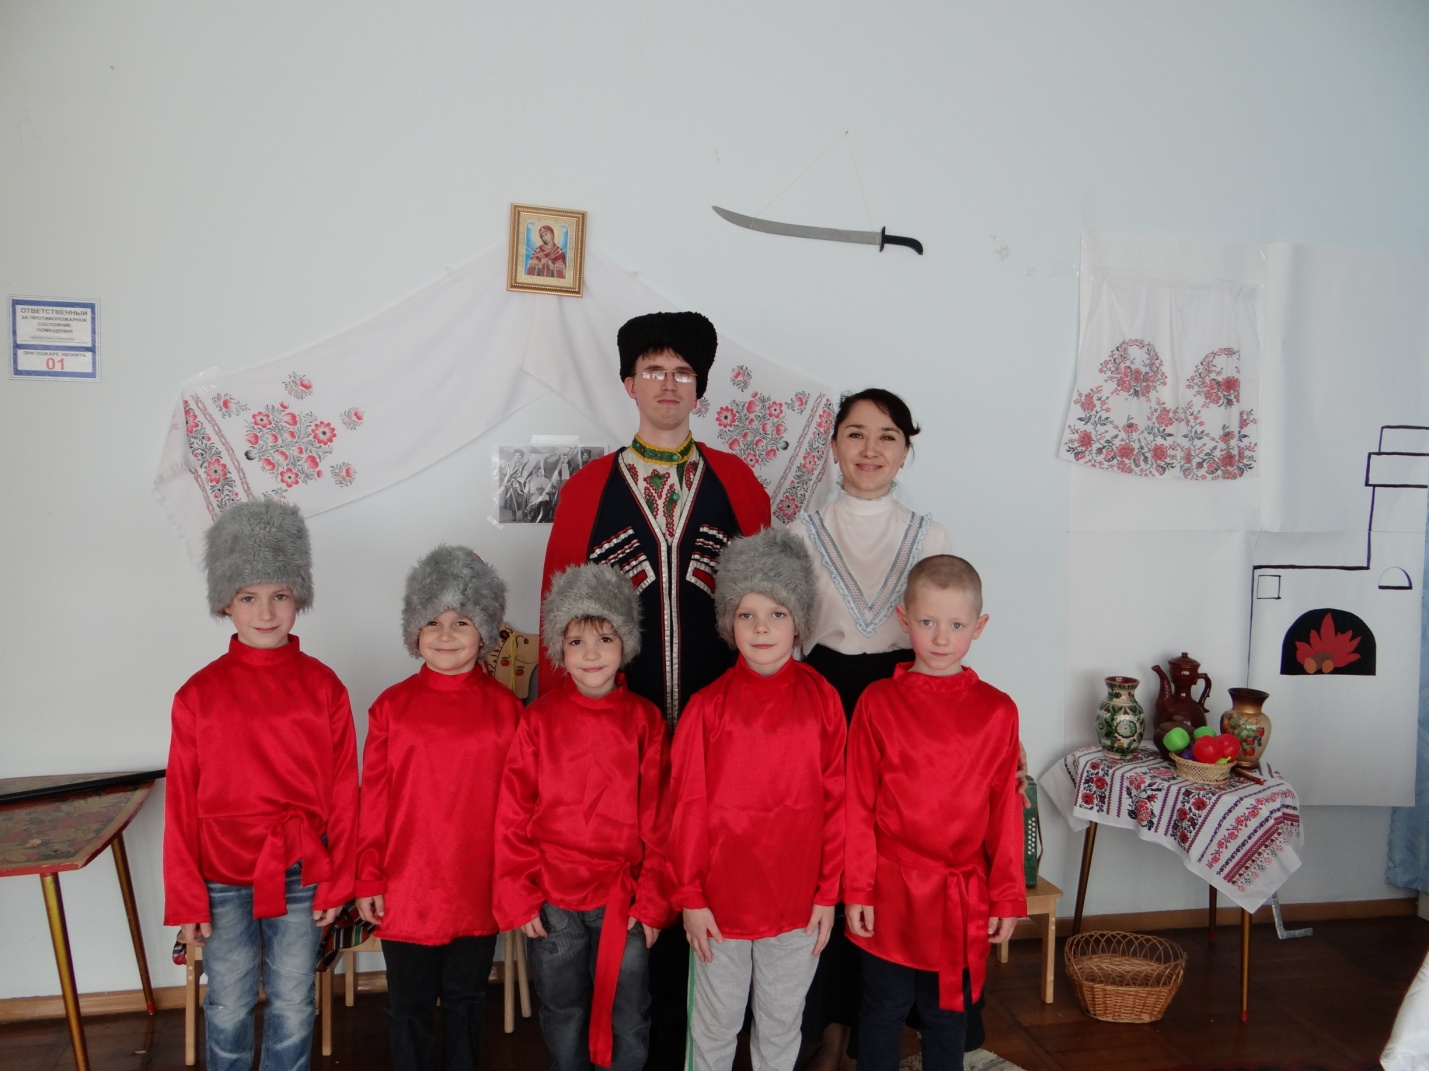 ОТВЕТСТВЕННЫЙ
ЗА ПРОТИВОПОЖАРНОЕ
СОСТОЯНИЕ
ПОМЕЩЕНИЯ
ПРИ ПОЖАРЕ ЗВОНИТЬ
01